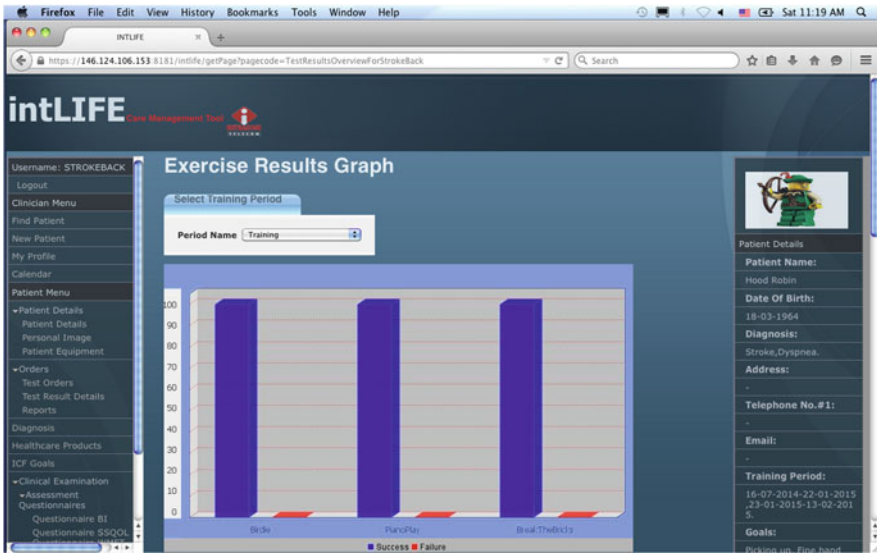 Firefox File Edit View History Bookmarks Tools Window Help Sat 11:19 AM
INTLIFE
https://146.124.106.153:8181/intlife/getPage?pagecode=TestResultsOverviewForStrokeBack Search
intLIFE Care Management Tool
TELECOM
Username: STROKEBACK
Logout
Clinician Menu
Find Patient
New Patient
My Profile
Calendar
Patient Menu
Patient Details
Patient Details
Personal Image
Patient Equipment
Orders
Test Orders
Test Result Details
Reports
Diagnosis
Healthcare Products
ICF Goals
Clinical Examination
Assessment
Questionnaires
Questionnaire BI
Questionnaire SSQOL
Exercise Results Graph
Select Training Period
Period Name Training
100
90
80
70
60
50
40
30
20
10
0
Birdie PianoPlay Break TheBricks
Success Failure
Patient Details
Patient Name:
Hood Robin
Date Of Birth:
18-03-1964
Diagnosis:
Stroke,Dyspnea.
Address:
-
Telephone No.#1:
-
Email:
-
Training Period:
16-07-2014-22-01-2015
,23-01-2015-13-02-201
5.
Goals:
Picking up, Fine hand